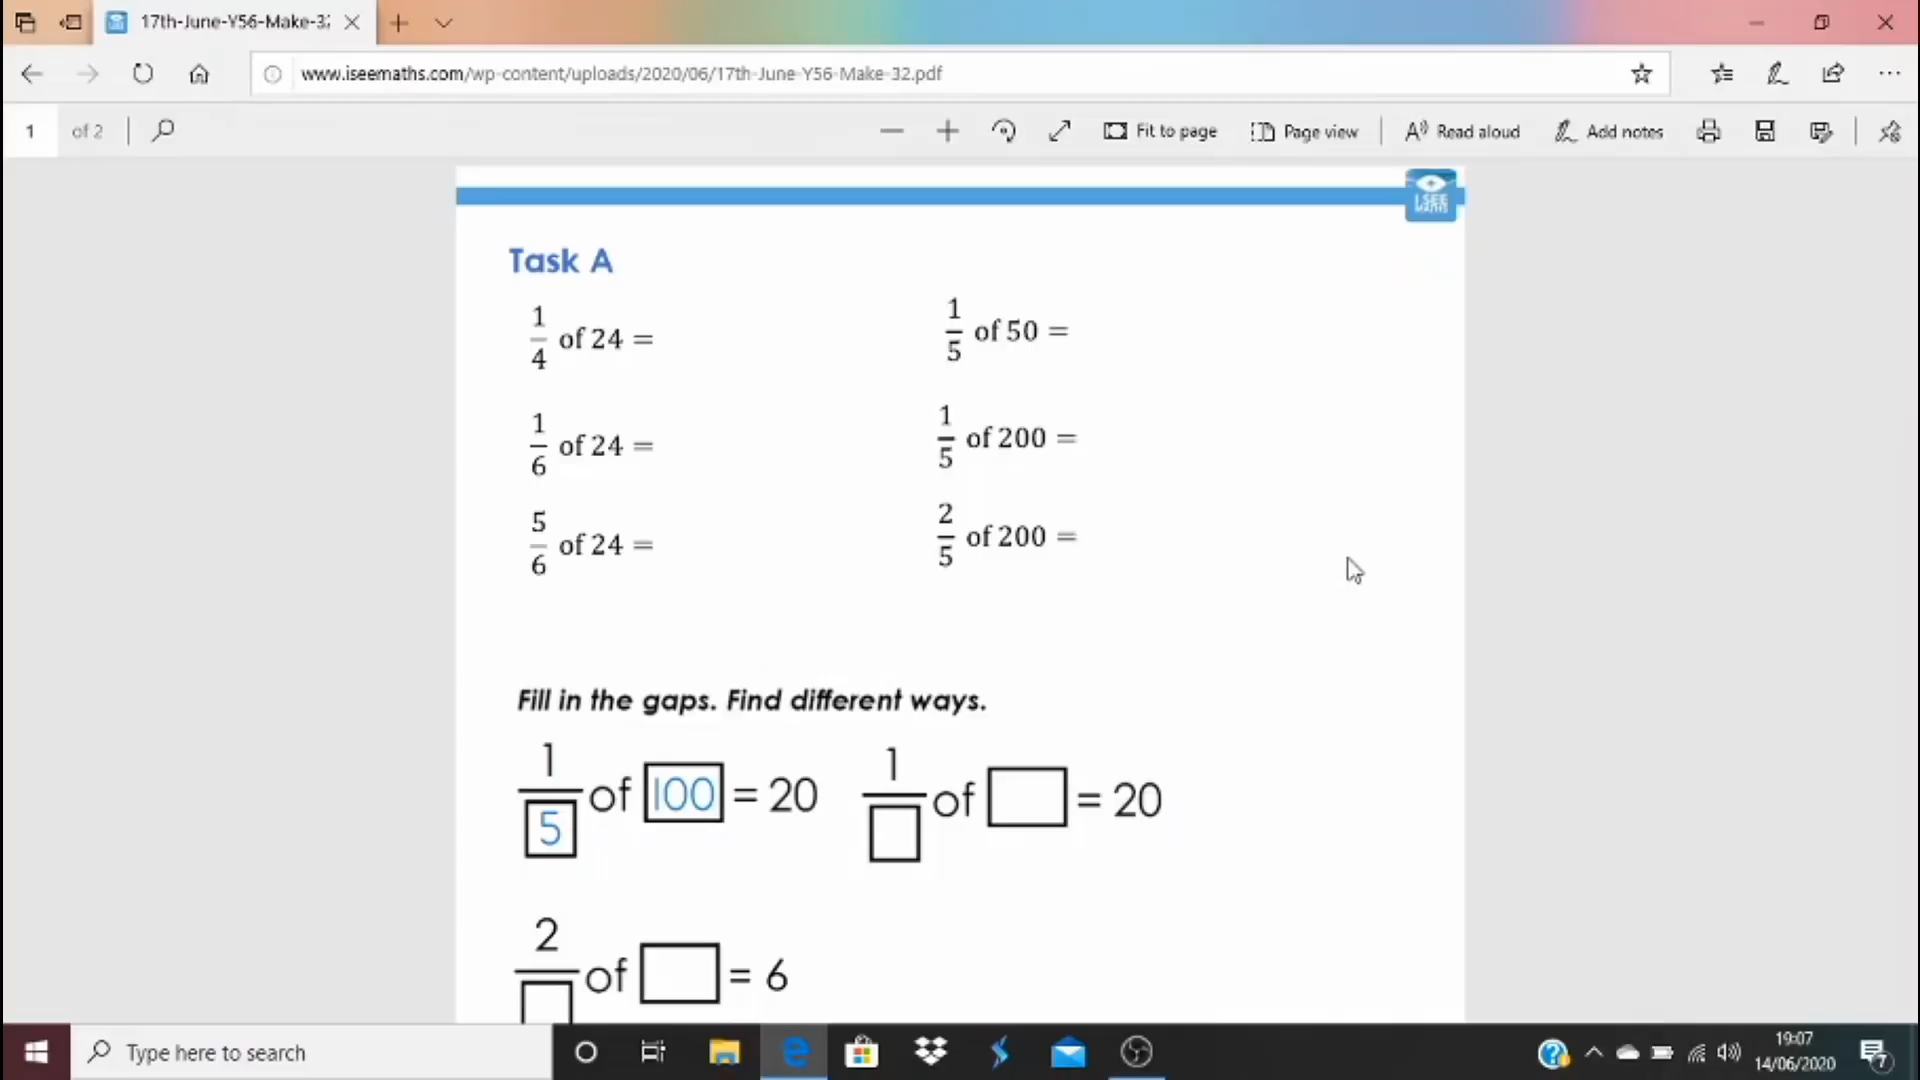 17th-June-Y56-Make-32
www.iseemaths.com/wp-content/uploads/2020/06/17th-June-Y56-Make-32.pdf
1 of 2 Fit to page Page view Read aloud Add notes
I SEE
MATHS
Task A
1/4 of 24 =
1/5 of 50 =
1/6 of 24 =
1/5 of 200 =
5/6 of 24 =
2/5 of 200 =
Fill in the gaps. Find different ways.
1/5 of 100 = 20
1/□ of □ = 20
2/□ of □ = 6
Type here to search
19:07
14/06/2020
7